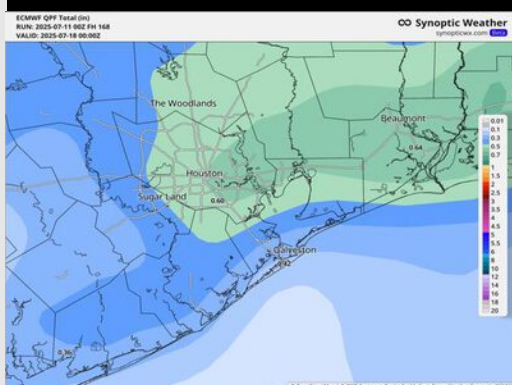 ECMWF QPF Total (in)
RUN: 2025-07-11 00Z FH 168
VALID: 2025-07-18 00:00Z
Synoptic Weather
synopticwx.com Beta
The Woodlands
Beaumont
0.64
Houston
Sugar Land
0.60
Galveston
0.01
0.1
0.3
0.5
0.7
1
1.5
2
2.5
3
3.5
4
4.5
5
5.5
6
8
10
12
14
16
18
20